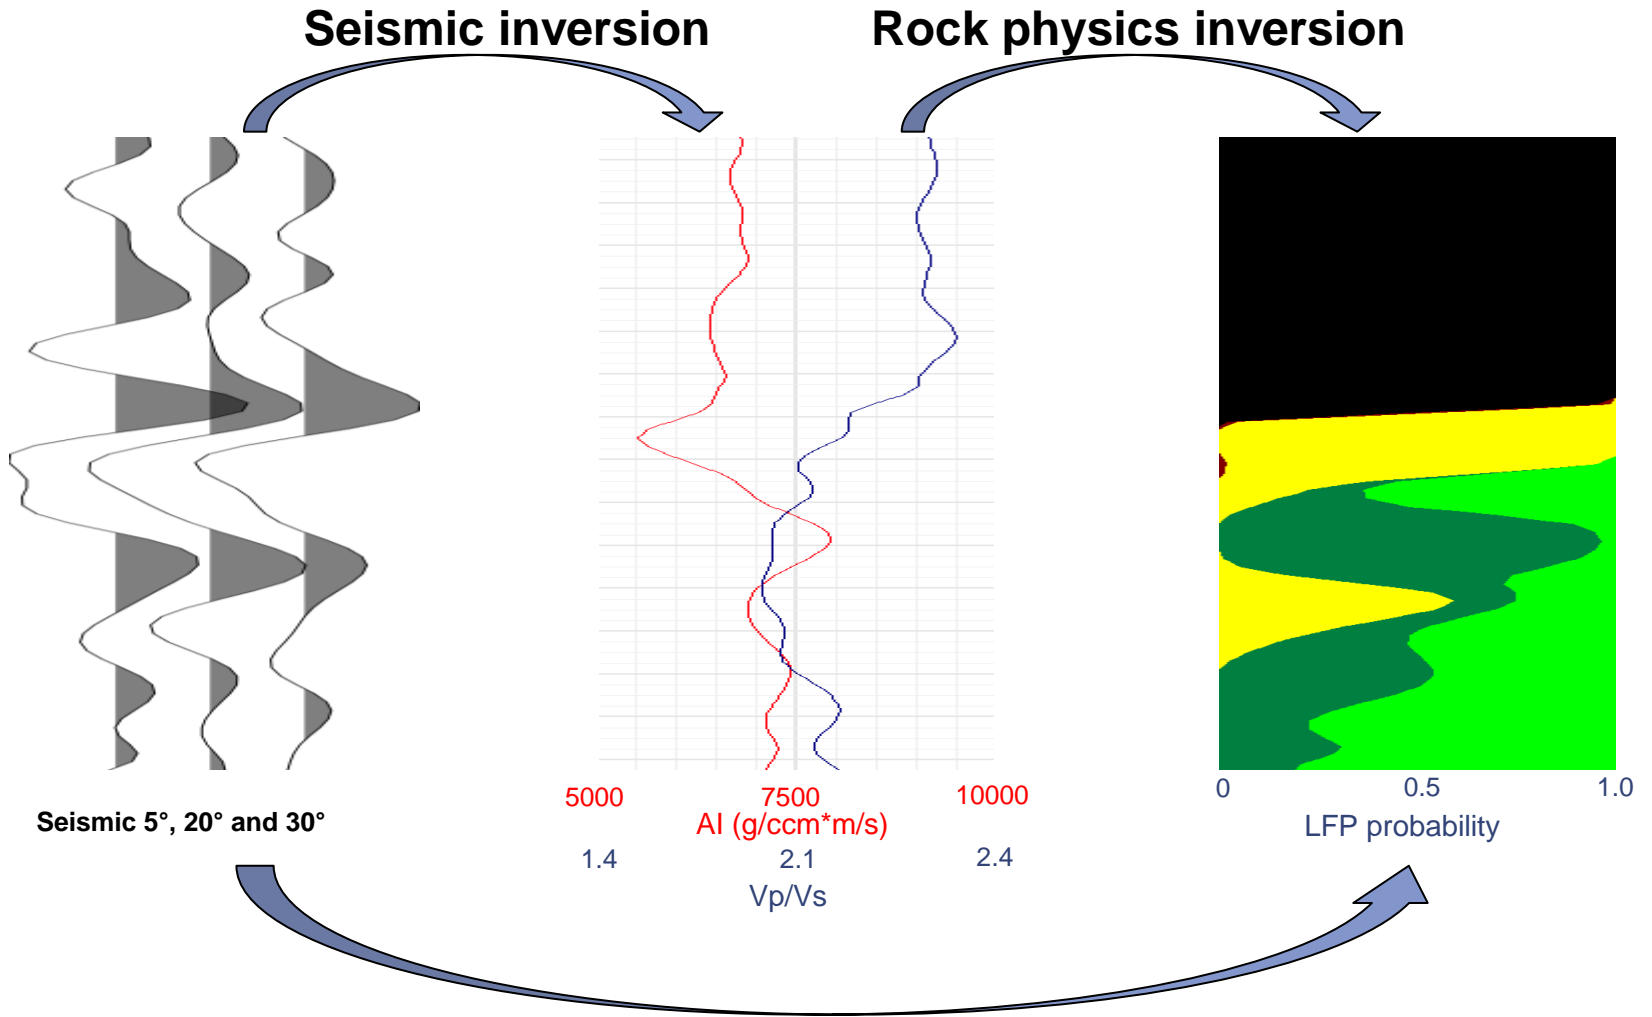 Seismic inversion
Rock physics inversion
5000 7500 10000
AI (g/ccm*m/s)
1.4 2.1 2.4
Vp/Vs
0 0.5 1.0
LFP probability
Seismic 5°, 20° and 30°